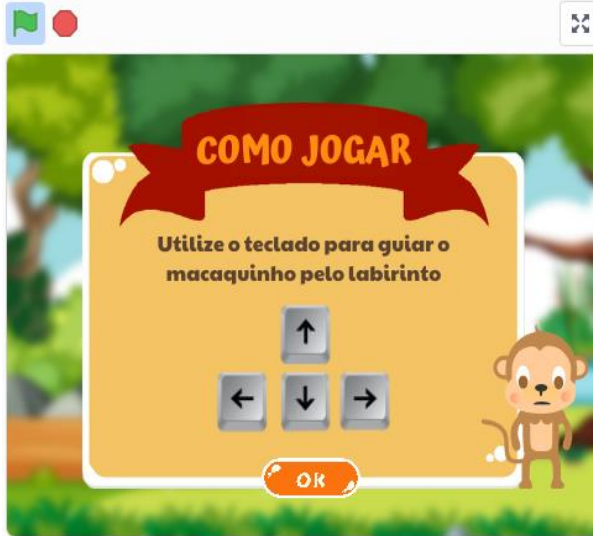 COMO JOGAR
Utilize o teclado para guiar o
macaquinho pelo labirinto
↑
← ↓ →
OK